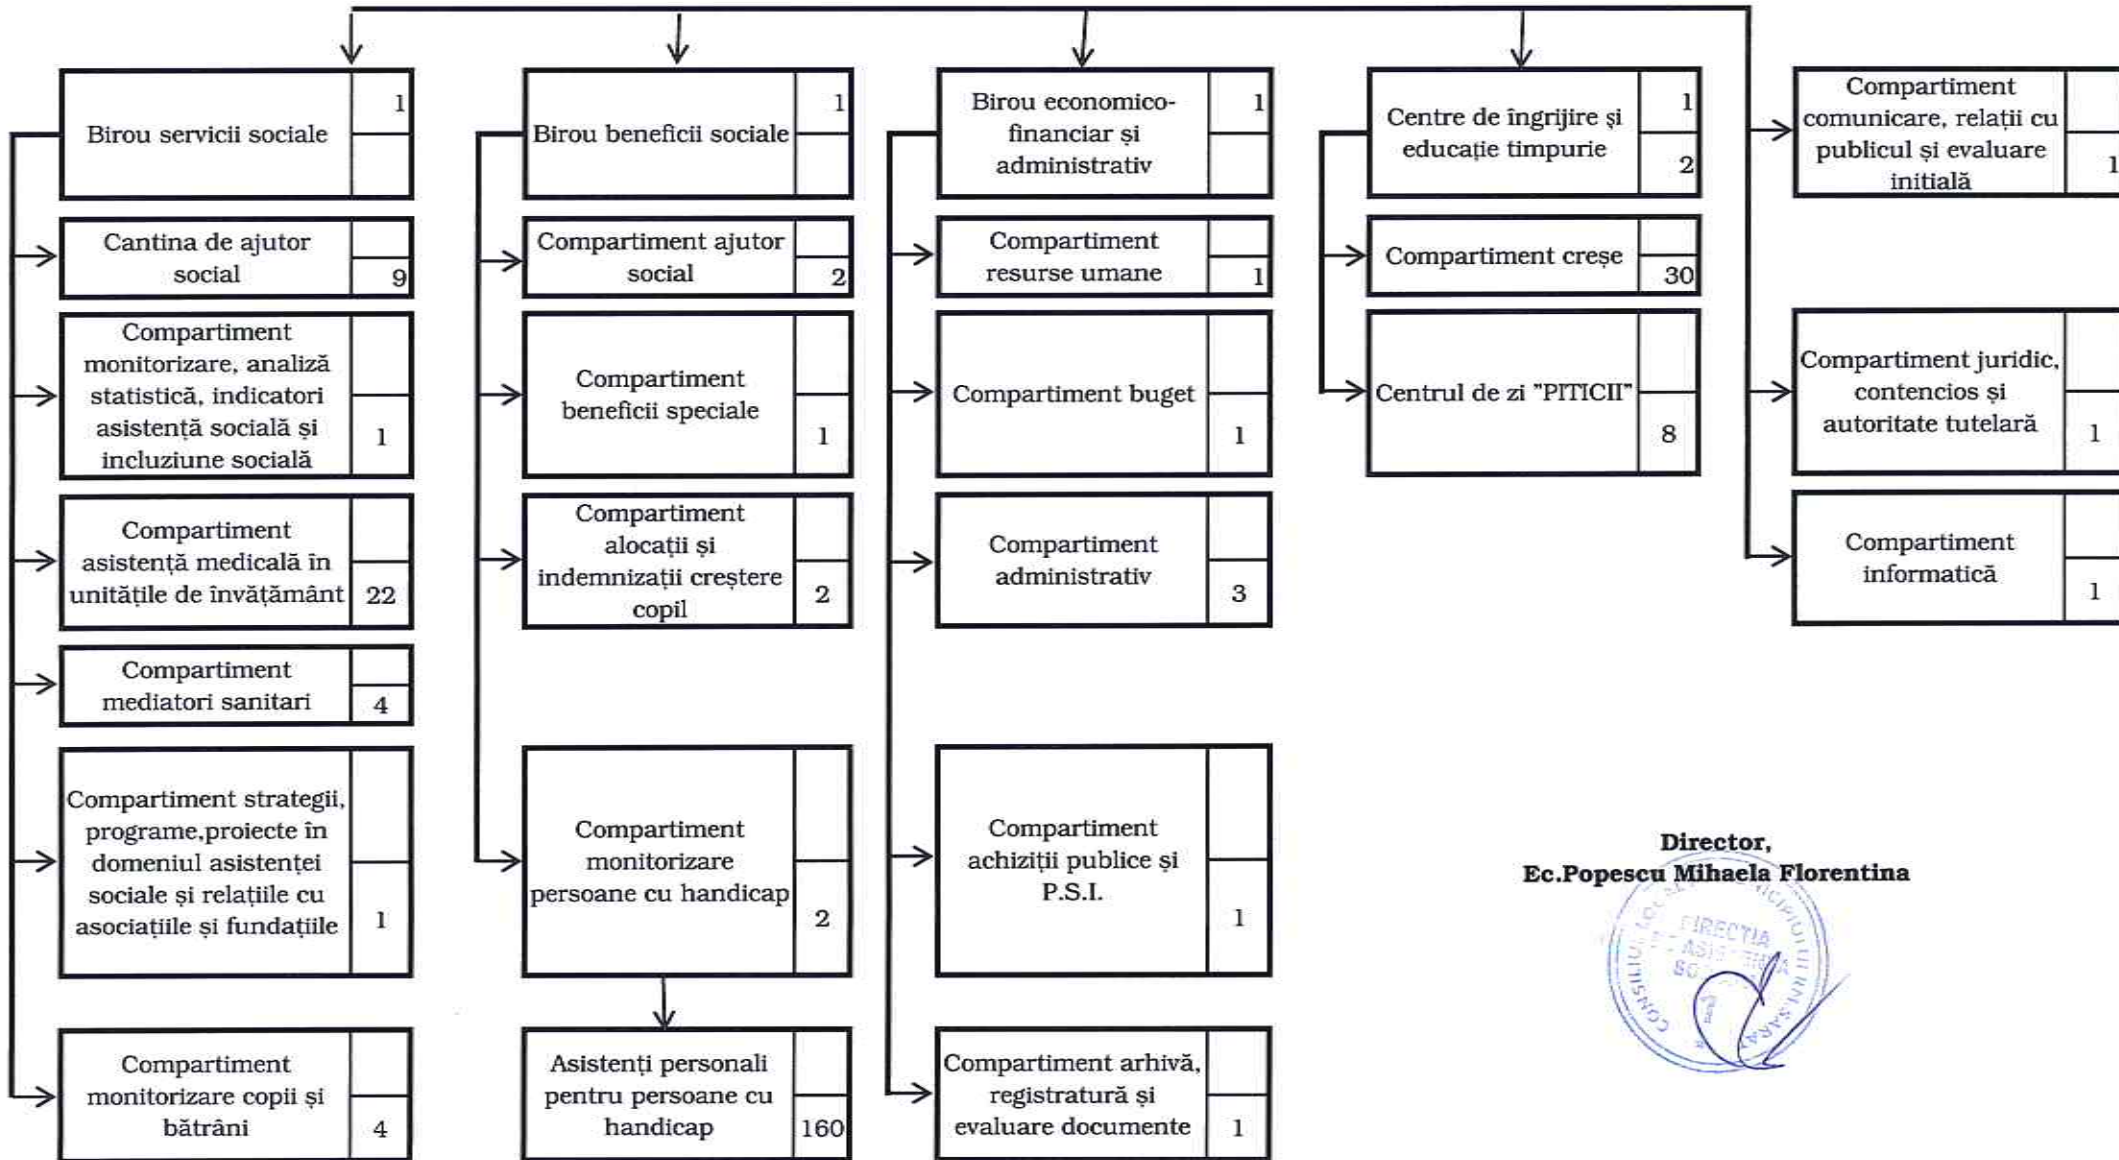 Birou servicii sociale
1
Birou beneficii sociale
1
Birou economico-
financiar și
administrativ
1
Centre de îngrijire și
educație timpurie
1
2
Compartiment
comunicare, relații cu
publicul și evaluare
initială
1
Cantina de ajutor
social
9
Compartiment
monitorizare, analiză
statistică, indicatori
asistență socială și
incluziune socială
1
Compartiment
asistență medicală în
unitățile de învățământ
22
Compartiment
mediatori sanitari
4
Compartiment strategii,
programe,proiecte în
domeniul asistenței
sociale și relațiile cu
asociațiile și fundațiile
1
Compartiment
monitorizare copii și
bătrâni
4
Compartiment ajutor
social
2
Compartiment
beneficii speciale
1
Compartiment
alocații și
indemnizații creștere
copil
2
Compartiment
monitorizare
persoane cu handicap
2
Asistenți personali
pentru persoane cu
handicap
160
Compartiment
resurse umane
1
Compartiment buget
1
Compartiment
administrativ
3
Compartiment
achiziții publice și
P.S.I.
1
Compartiment arhivă,
registratură și
evaluare documente
1
Compartiment creșe
30
Centrul de zi "PITICII"
8
Compartiment juridic,
contencios și
autoritate tutelară
1
Compartiment
informatică
1
Director,
Ec.Popescu Mihaela Florentina
CONSILIUL
DIRECȚIA